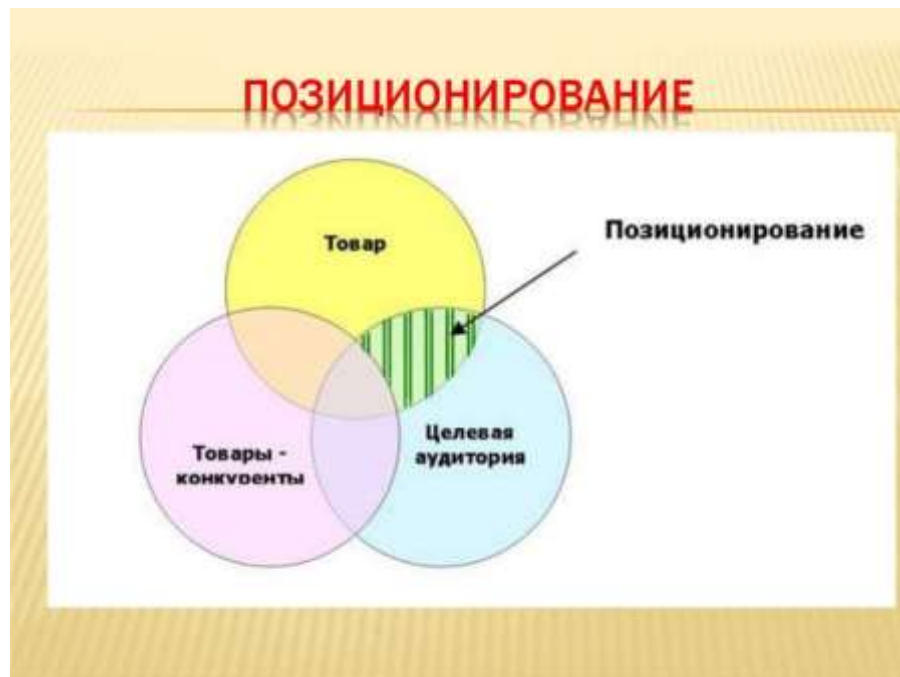 ПОЗИЦИОНИРОВАНИЕ
Товар
Позиционирование
Товары -
конкуренты
Целевая
аудитория